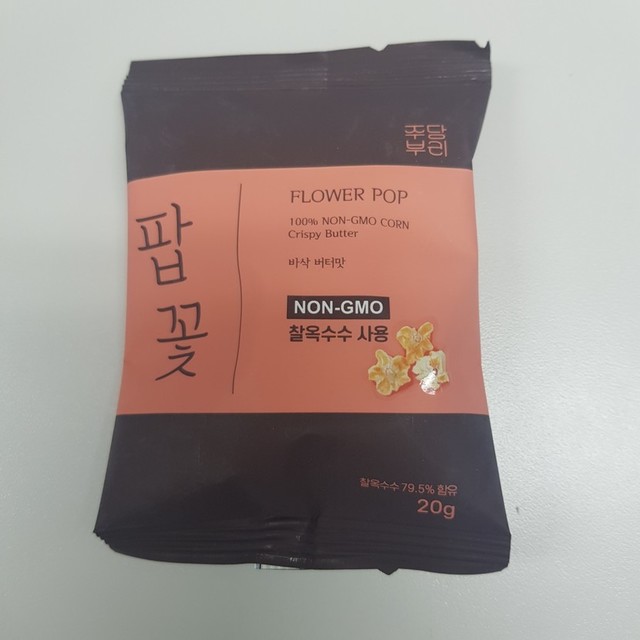 주당
부리
팝꽃
FLOWER POP
100% NON-GMO CORN
Crispy Butter
바삭 버터맛
NON-GMO
찰옥수수 사용
찰옥수수 79.5% 함유
20g